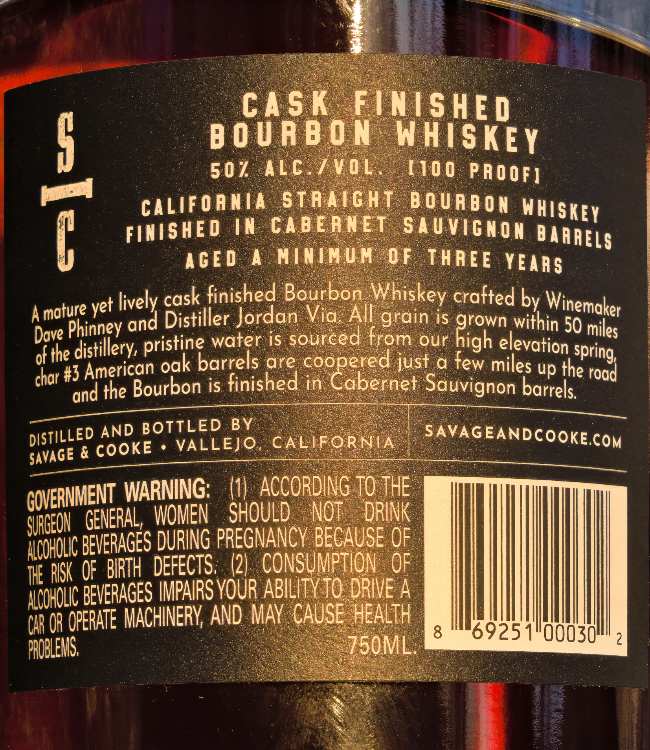 S
C
CASK FINISHED
BOURBON WHISKEY
50% ALC./VOL. [100 PROOF]
CALIFORNIA STRAIGHT BOURBON WHISKEY
FINISHED IN CABERNET SAUVIGNON BARRELS
AGED A MINIMUM OF THREE YEARS
A mature yet lively cask finished Bourbon Whiskey crafted by Winemaker
Dave Phinney and Distiller Jordan Via. All grain is grown within 50 miles
of the distillery, pristine water is sourced from our high elevation spring,
char #3 American oak barrels are coopered just a few miles up the road
and the Bourbon is finished in Cabernet Sauvignon barrels.
DISTILLED AND BOTTLED BY
SAVAGE & COOKE • VALLEJO, CALIFORNIA
SAVAGEANDCOOKE.COM
GOVERNMENT WARNING: (1) ACCORDING TO THE
SURGEON GENERAL, WOMEN SHOULD NOT DRINK
ALCOHOLIC BEVERAGES DURING PREGNANCY BECAUSE OF
THE RISK OF BIRTH DEFECTS. (2) CONSUMPTION OF
ALCOHOLIC BEVERAGES IMPAIRS YOUR ABILITY TO DRIVE A
CAR OR OPERATE MACHINERY, AND MAY CAUSE HEALTH
PROBLEMS. 750ML.
8 69251 00030 2